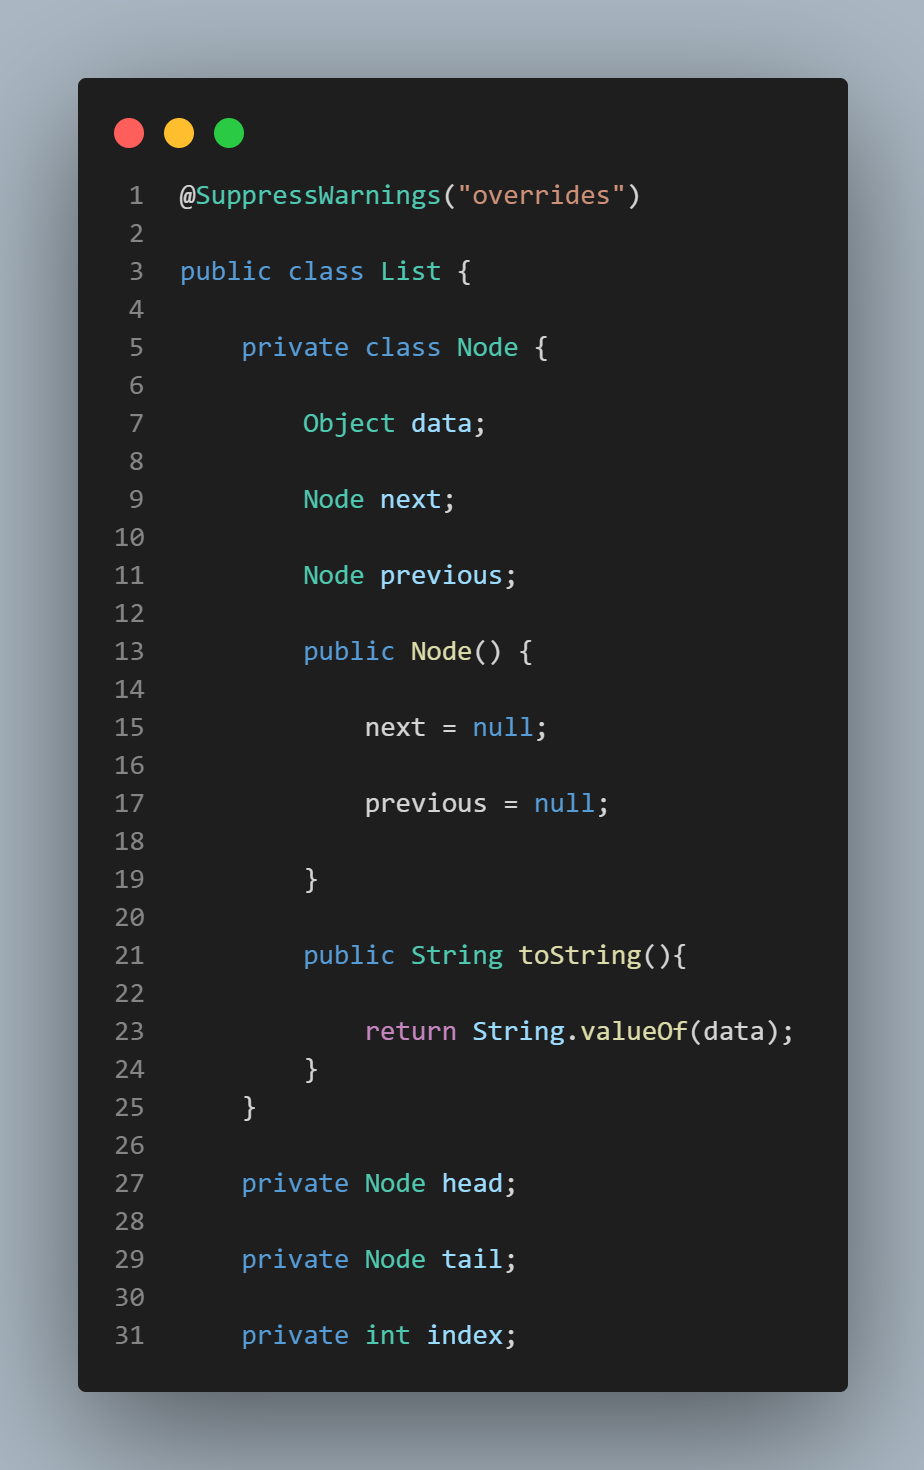 1 @SuppressWarnings("overrides")
2
3 public class List {
4
5     private class Node {
6
7         Object data;
8
9         Node next;
10
11         Node previous;
12
13         public Node() {
14
15             next = null;
16
17             previous = null;
18
19         }
20
21         public String toString(){
22
23             return String.valueOf(data);
24         }
25     }
26
27     private Node head;
28
29     private Node tail;
30
31     private int index;